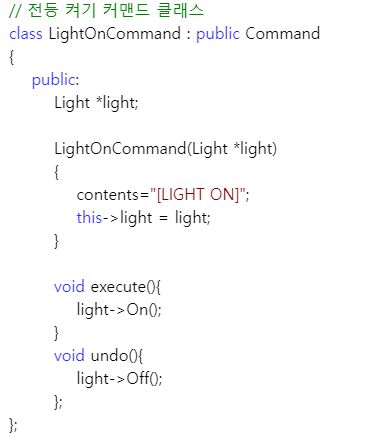 // 전등 켜기 커맨드 클래스
class LightOnCommand : public Command
{
public:
Light *light;
LightOnCommand(Light *light)
{
contents="[LIGHT ON]";
this->light = light;
}
void execute(){
light->On();
}
void undo(){
light->Off();
};
};